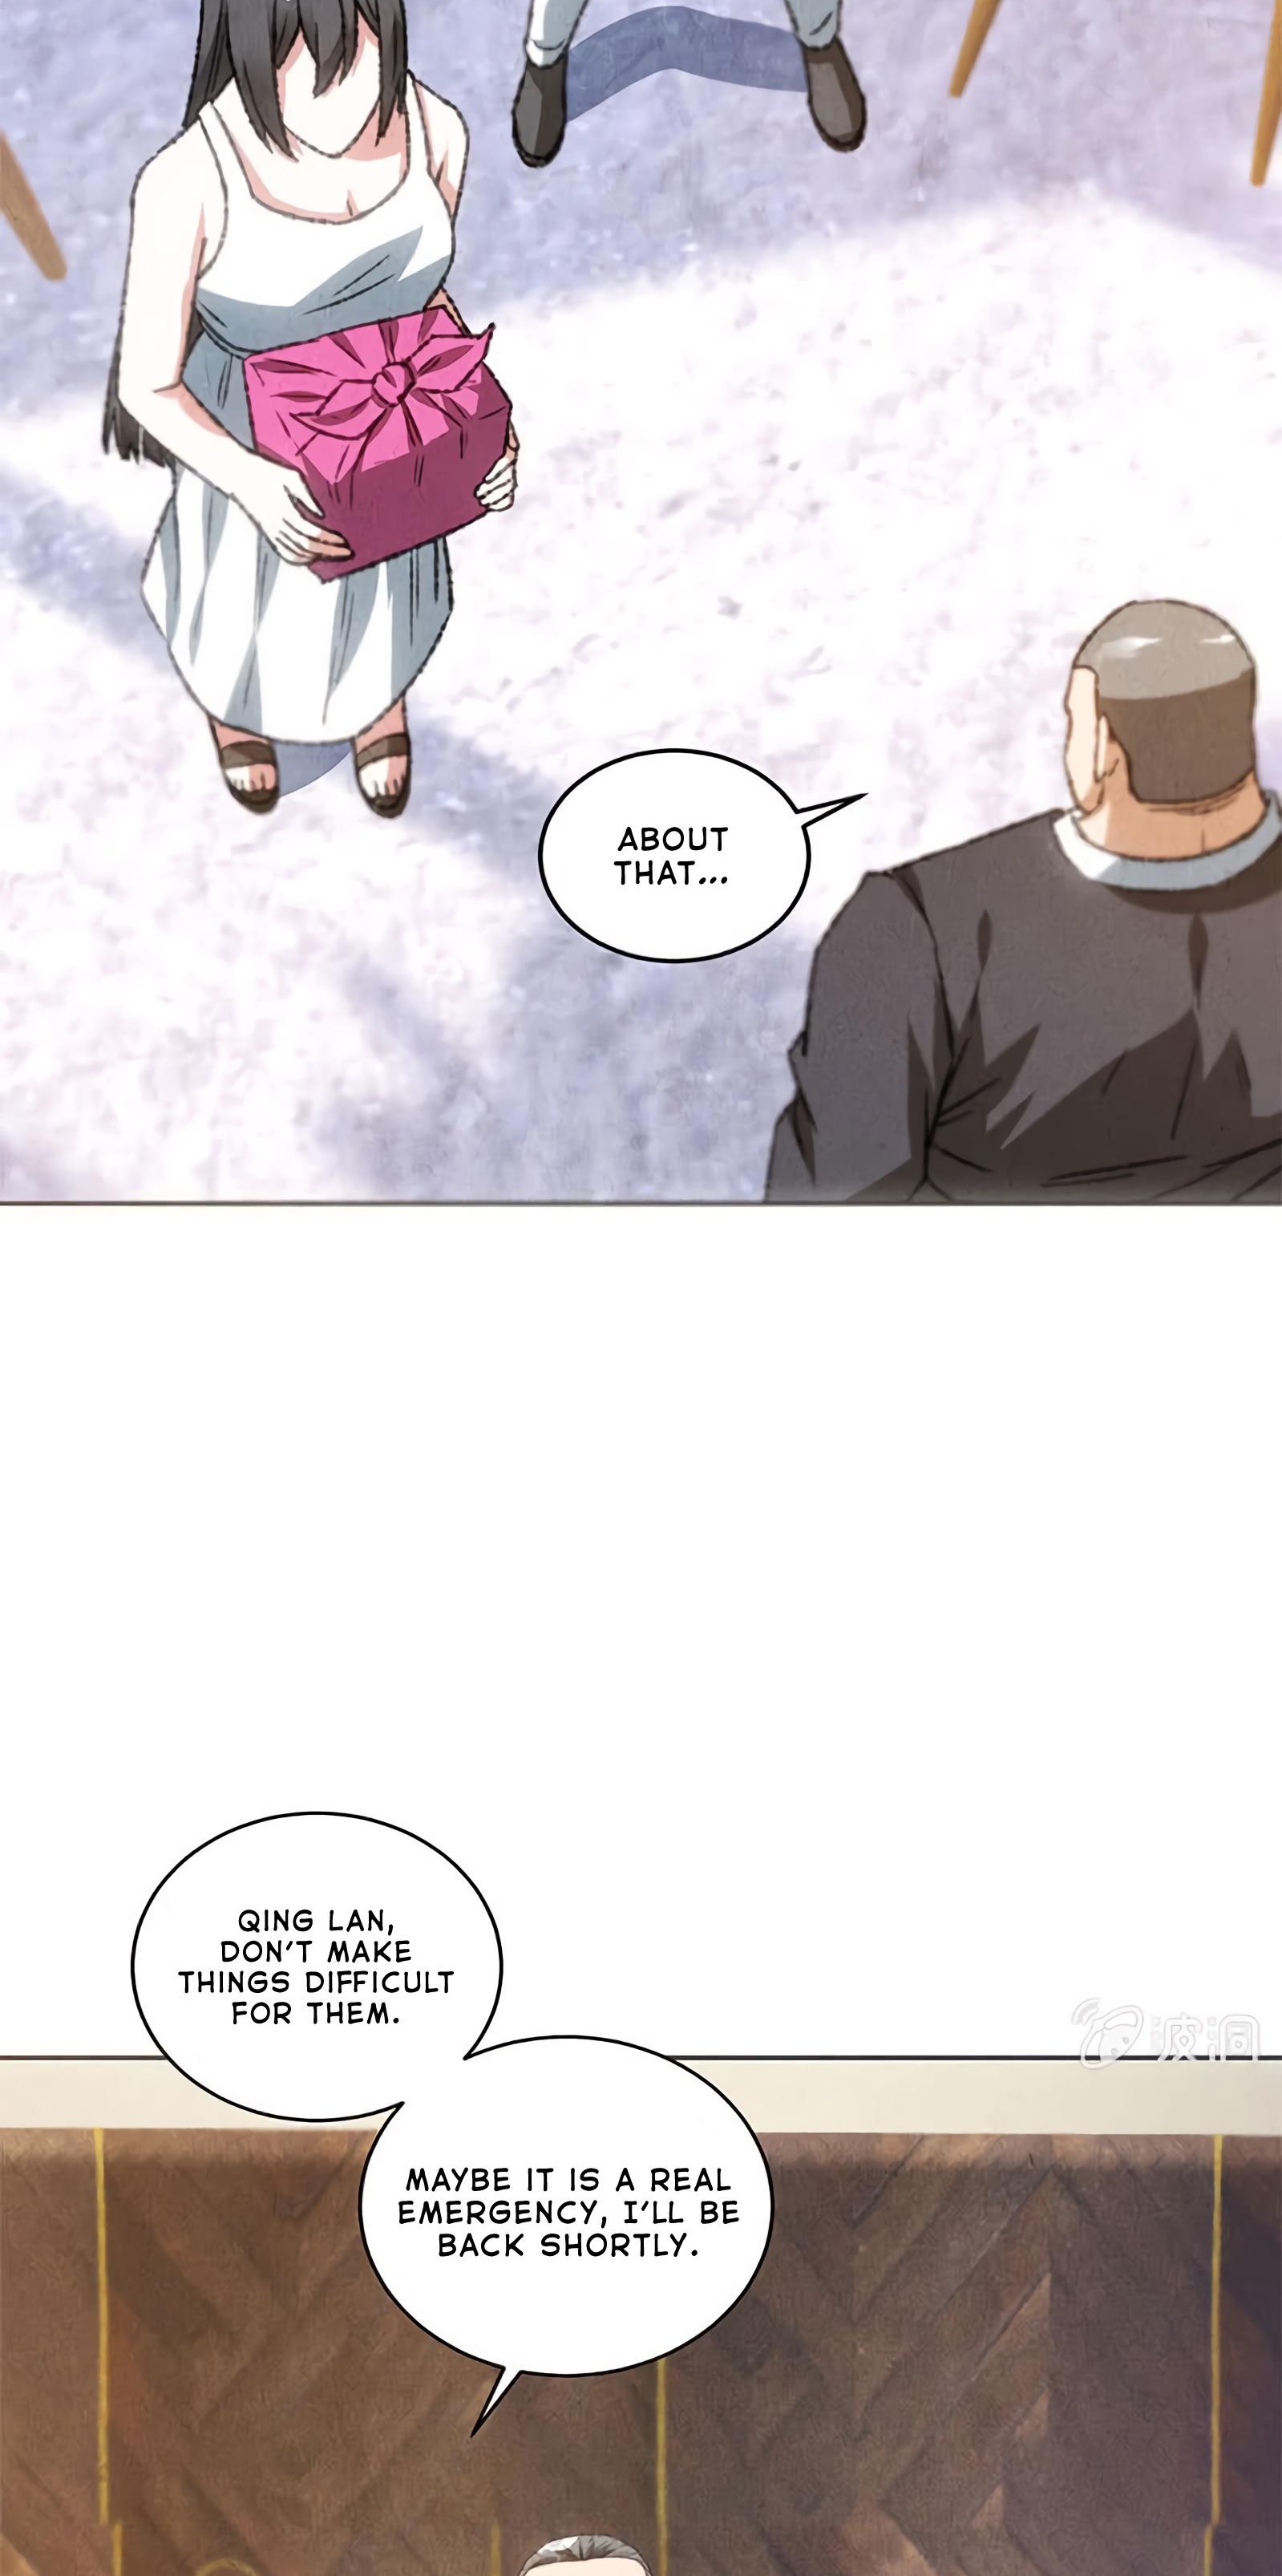 ABOUT
THAT...
QING LAN,
DON'T MAKE
THINGS DIFFICULT
FOR THEM.
波洞
MAYBE IT IS A REAL
EMERGENCY, I'LL BE
BACK SHORTLY.